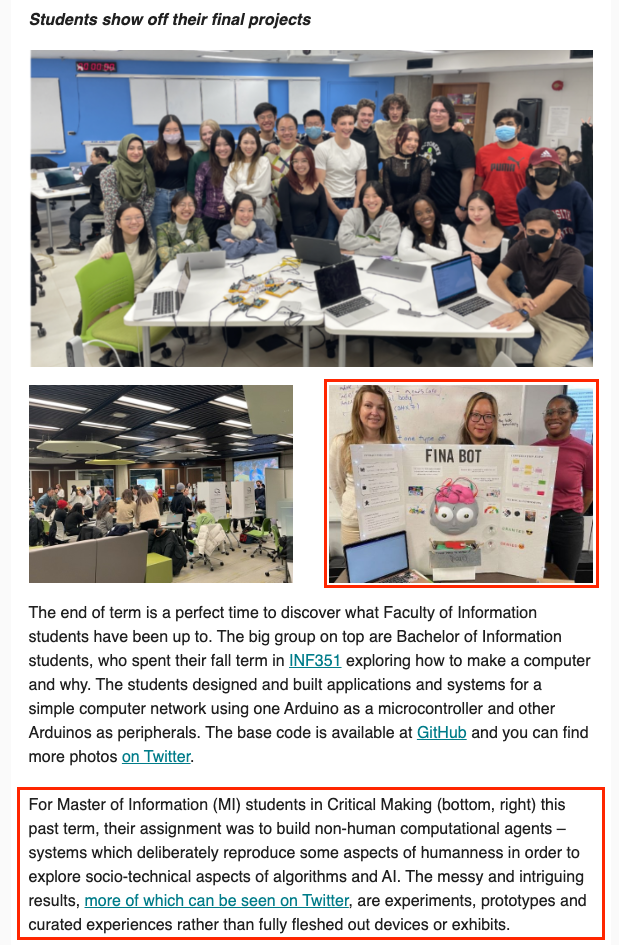 Students show off their final projects
00:00:00
FINA BOT
The end of term is a perfect time to discover what Faculty of Information
students have been up to. The big group on top are Bachelor of Information
students, who spent their fall term in INF351 exploring how to make a computer
and why. The students designed and built applications and systems for a
simple computer network using one Arduino as a microcontroller and other
Arduinos as peripherals. The base code is available at GitHub and you can find
more photos on Twitter.
For Master of Information (MI) students in Critical Making (bottom, right) this
past term, their assignment was to build non-human computational agents –
systems which deliberately reproduce some aspects of humanness in order to
explore socio-technical aspects of algorithms and AI. The messy and intriguing
results, more of which can be seen on Twitter, are experiments, prototypes and
curated experiences rather than fully fleshed out devices or exhibits.